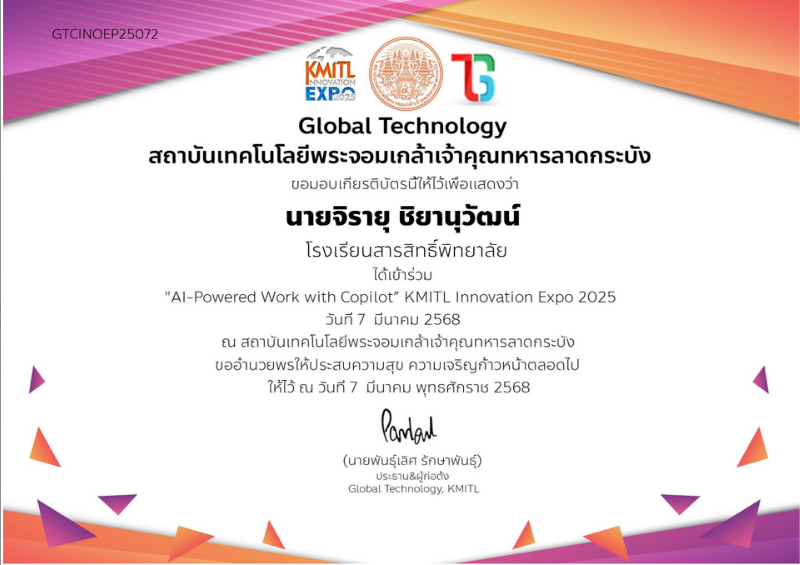 GTCINOEP25072
KMITL
INNOVATION
EXPO 2025
Global Technology
สถาบันเทคโนโลยีพระจอมเกล้าเจ้าคุณทหารลาดกระบัง
ขอมอบเกียรติบัตรนี้ให้ไว้เพื่อแสดงว่า
นายจิรายุ ชิยานุวัฒน์
โรงเรียนสารสิทธิ์พิทยาลัย
ได้เข้าร่วม
"AI-Powered Work with Copilot” KMITL Innovation Expo 2025
วันที่ 7 มีนาคม 2568
ณ สถาบันเทคโนโลยีพระจอมเกล้าเจ้าคุณทหารลาดกระบัง
ขออำนวยพรให้ประสบความสุข ความเจริญก้าวหน้าตลอดไป
ให้ไว้ ณ วันที่ 7 มีนาคม พุทธศักราช 2568
(นายพันธุ์เลิศ รักษาพันธุ์)
ประธาน&ผู้ก่อตั้ง
Global Technology, KMITL